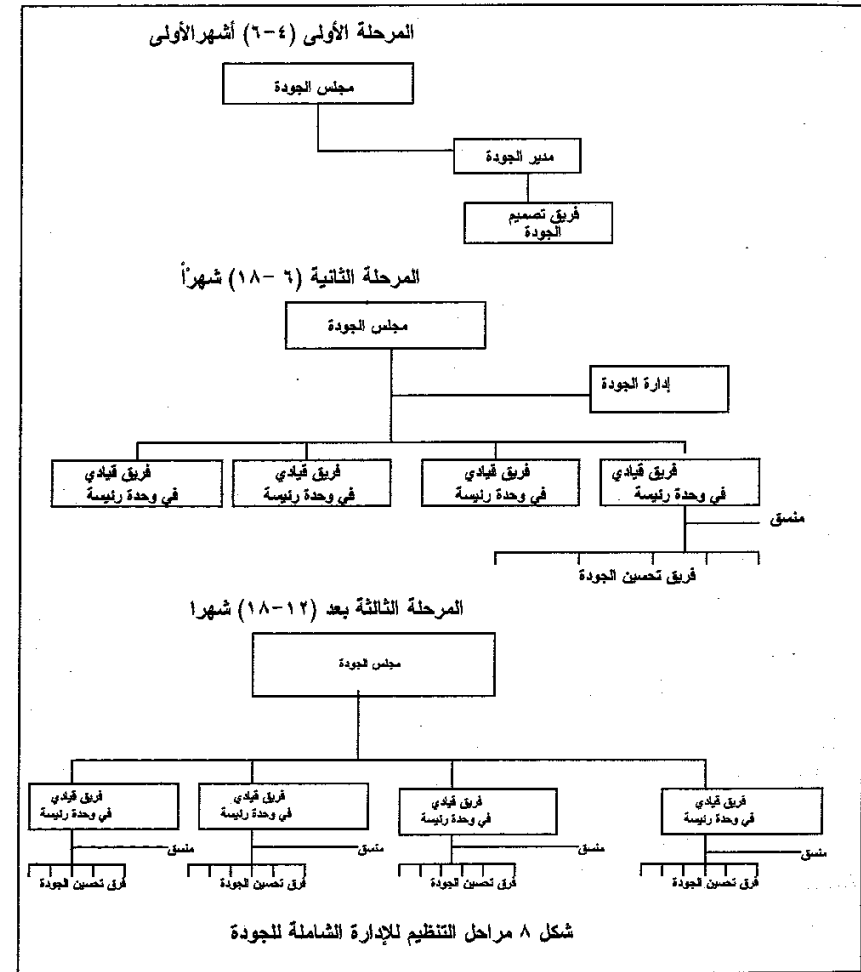 المرحلة الأولى (٤-٦) أشهر الأولى
مجلس الجودة
مدير الجودة
فريق تصميم
الجودة
المرحلة الثانية (٦ -١٨) شهراً
مجلس الجودة
إدارة الجودة
فريق قيادي
في وحدة رئيسة
فريق قيادي
في وحدة رئيسة
فريق قيادي
في وحدة رئيسة
فريق قيادي
في وحدة رئيسة
منسق
فريق تحسين الجودة
المرحلة الثالثة بعد (١٢-١٨) شهرا
مجلس الجودة
فريق قيادي
في وحدة رئيسة
فريق قيادي
في وحدة رئيسة
فريق قيادي
في وحدة رئيسة
فريق قيادي
في وحدة رئيسة
منسق
منسق
منسق
منسق
فرق تحسين الجودة
فرق تحسين الجودة
فرق تحسين الجودة
فرق تحسين الجودة
شكل ٨ مراحل التنظيم للإدارة الشاملة للجودة